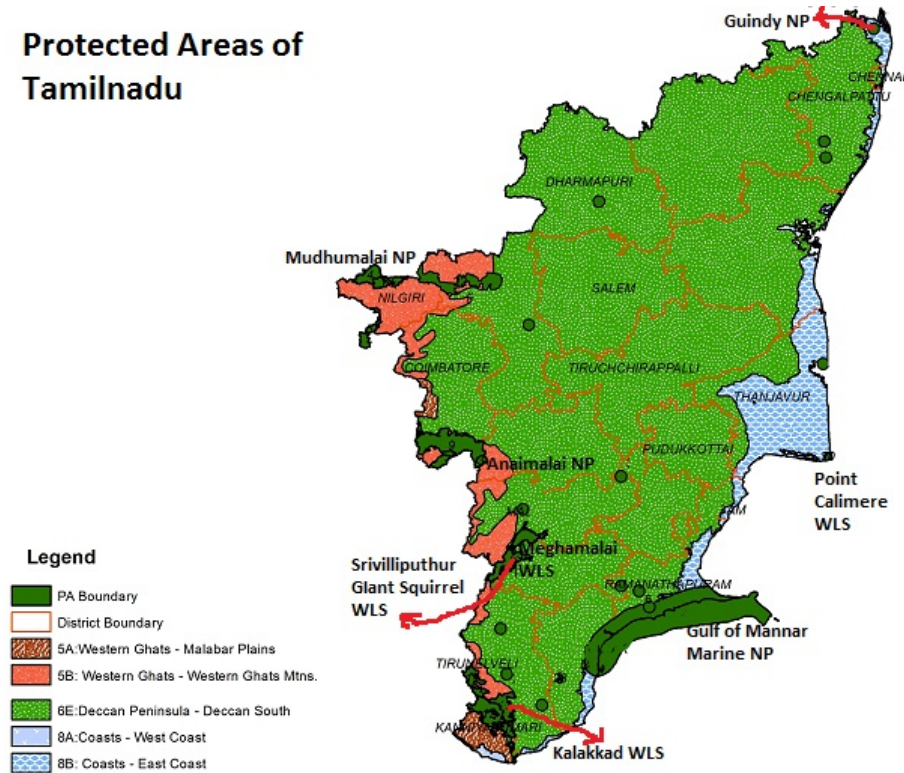 Protected Areas of
Tamilnadu
Guindy NP
CHENNAI
CHENGALPATTU
DHARMAPURI
Mudhumalai NP
NILGIRI
SALEM
COIMBATORE
TIRUCHCHIRAPPALLI
THANJAVUR
PUDUKKOTTAI
Anaimalai NP
Point
Calimere
WLS
Meghamalai
WLS
Srivilliputhur
Giant Squirrel
WLS
RAMANATHAPURAM
Gulf of Mannar
Marine NP
TIRUNELVELI
Kalakkad WLS
Legend
PA Boundary
District Boundary
5A:Western Ghats - Malabar Plains
5B: Western Ghats - Western Ghats Mtns.
6E:Deccan Peninsula - Deccan South
8A:Coasts - West Coast
8B: Coasts - East Coast